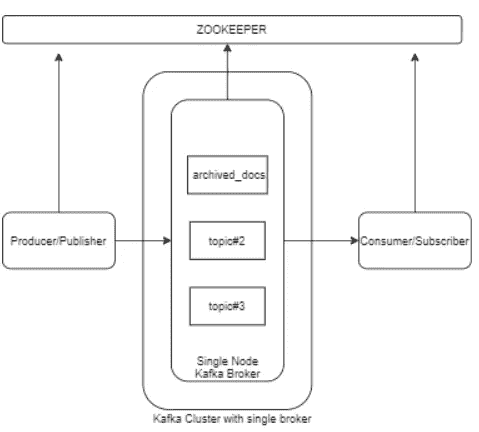 ZOOKEEPER
archived_docs
Producer/Publisher
topic#2
Consumer/Subscriber
topic#3
Single Node
Kafka Broker
Kafka Cluster with single broker